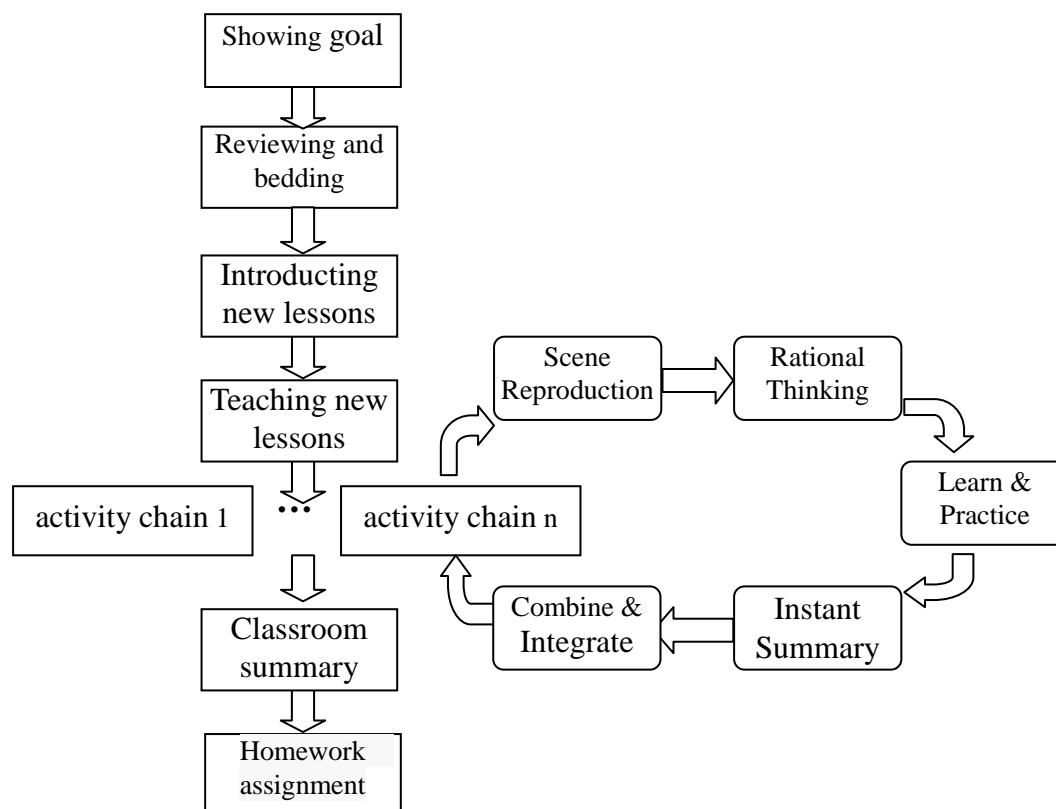 Showing goal
Reviewing and
bedding
Introducting
new lessons
Teaching new
lessons
activity chain 1
...
activity chain n
Scene
Reproduction
Rational
Thinking
Learn &
Practice
Instant
Summary
Combine &
Integrate
Classroom
summary
Homework
assignment